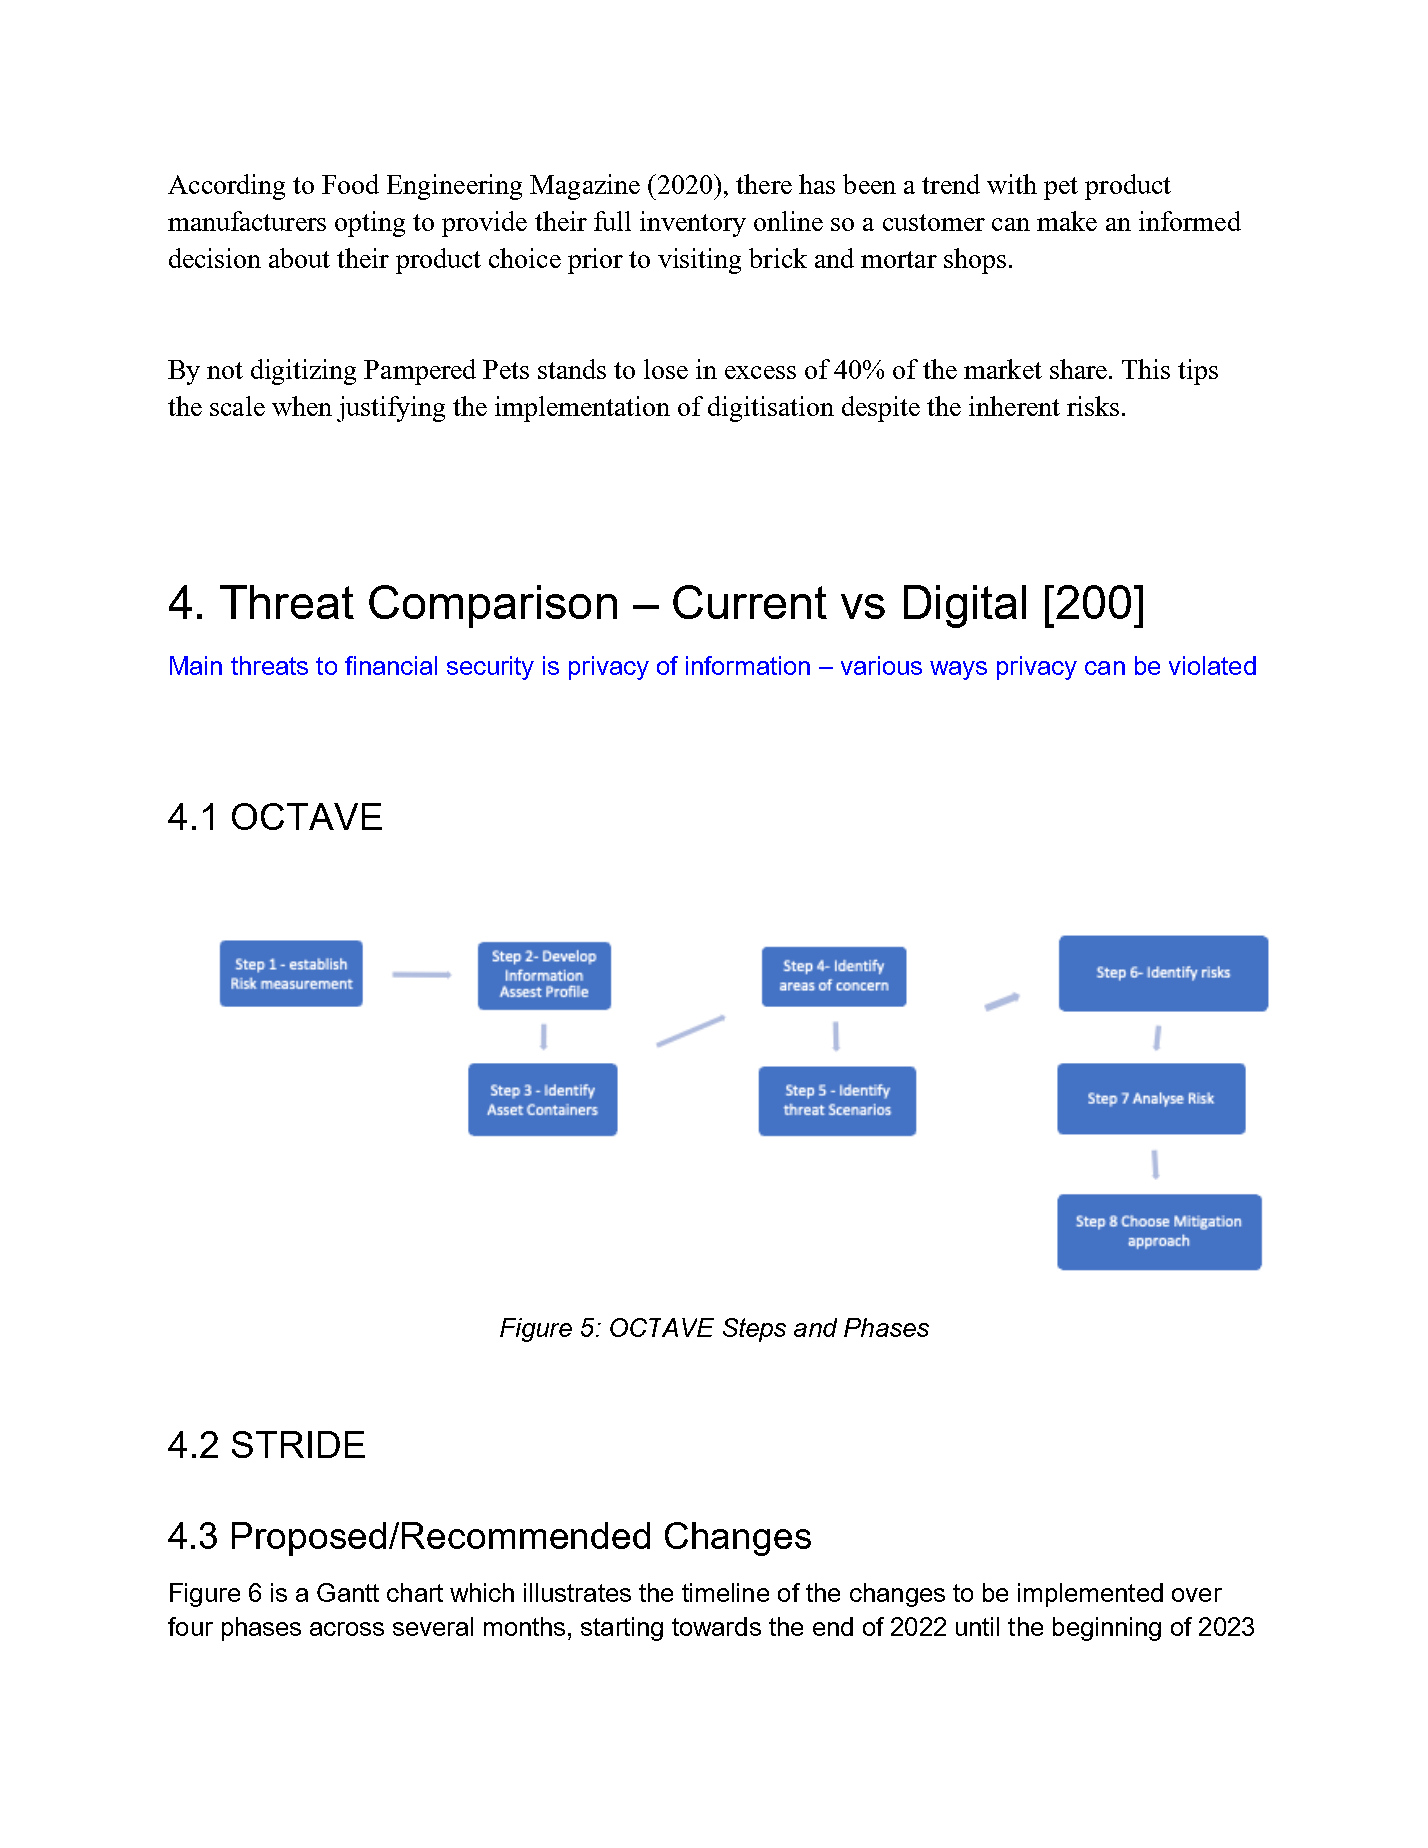 According to Food Engineering Magazine (2020), there has been a trend with pet product
manufacturers opting to provide their full inventory online so a customer can make an informed
decision about their product choice prior to visiting brick and mortar shops.
By not digitizing Pampered Pets stands to lose in excess of 40% of the market share. This tips
the scale when justifying the implementation of digitisation despite the inherent risks.
4. Threat Comparison – Current vs Digital [200]
Main threats to financial security is privacy of information – various ways privacy can be violated
4.1 OCTAVE
Step 1 - establish
Risk measurement
Step 2- Develop
Information
Assest Profile
Step 3 - Identify
Asset Containers
Step 4- Identify
areas of concern
Step 5 - Identify
threat Scenarios
Step 6- Identify risks
Step 7 Analyse Risk
Step 8 Choose Mitigation
approach
Figure 5: OCTAVE Steps and Phases
4.2 STRIDE
4.3 Proposed/Recommended Changes
Figure 6 is a Gantt chart which illustrates the timeline of the changes to be implemented over
four phases across several months, starting towards the end of 2022 until the beginning of 2023